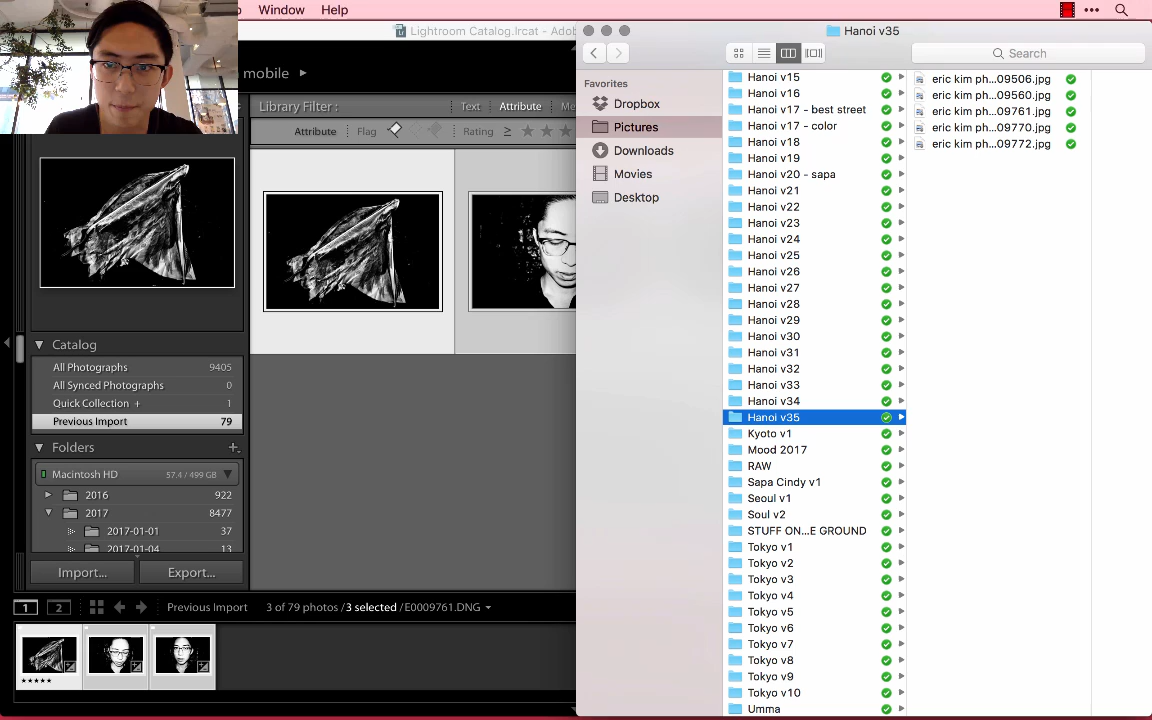 Window Help
Lightroom Catalog.lrcat - Adob
Hanoi v35
Search
mobile
Library Filter :
Text Attribute Me
Attribute Flag Rating ≥
Catalog
All Photographs 9405
All Synced Photographs 0
Quick Collection + 1
Previous Import 79
Folders +
Macintosh HD 57.4 / 499 GB
2016 922
2017 8477
2017-01-01 37
2017-01-04 13
Import... Export...
1 2 Previous Import 3 of 79 photos /3 selected /E0009761.DNG
Favorites
Dropbox
Pictures
Downloads
Movies
Desktop
Hanoi v15
Hanoi v16
Hanoi v17 - best street
Hanoi v17 - color
Hanoi v18
Hanoi v19
Hanoi v20 - sapa
Hanoi v21
Hanoi v22
Hanoi v23
Hanoi v24
Hanoi v25
Hanoi v26
Hanoi v27
Hanoi v28
Hanoi v29
Hanoi v30
Hanoi v31
Hanoi v32
Hanoi v33
Hanoi v34
Hanoi v35
Kyoto v1
Mood 2017
RAW
Sapa Cindy v1
Seoul v1
Soul v2
STUFF ON...E GROUND
Tokyo v1
Tokyo v2
Tokyo v3
Tokyo v4
Tokyo v5
Tokyo v6
Tokyo v7
Tokyo v8
Tokyo v9
Tokyo v10
Umma
eric kim ph...09506.jpg
eric kim ph...09560.jpg
eric kim ph...09761.jpg
eric kim ph...09770.jpg
eric kim ph...09772.jpg